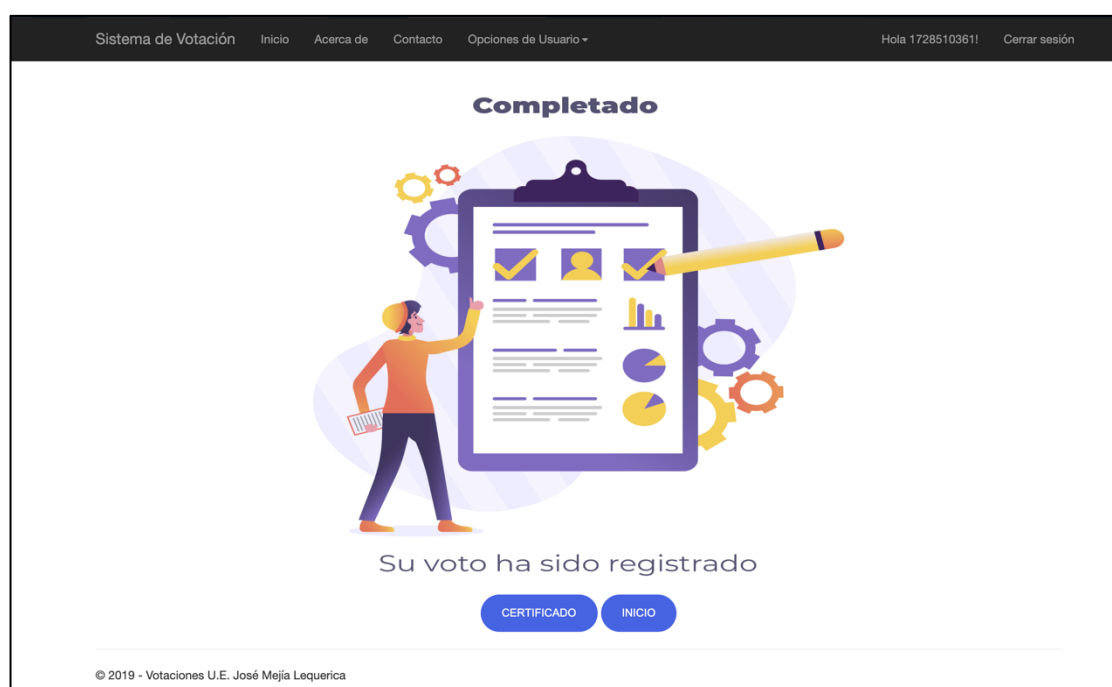 Sistema de Votación Inicio Acerca de Contacto Opciones de Usuario Hola 1728510361! Cerrar sesión
Completado
Su voto ha sido registrado
CERTIFICADO INICIO
© 2019 - Votaciones U.E. José Mejía Lequerica